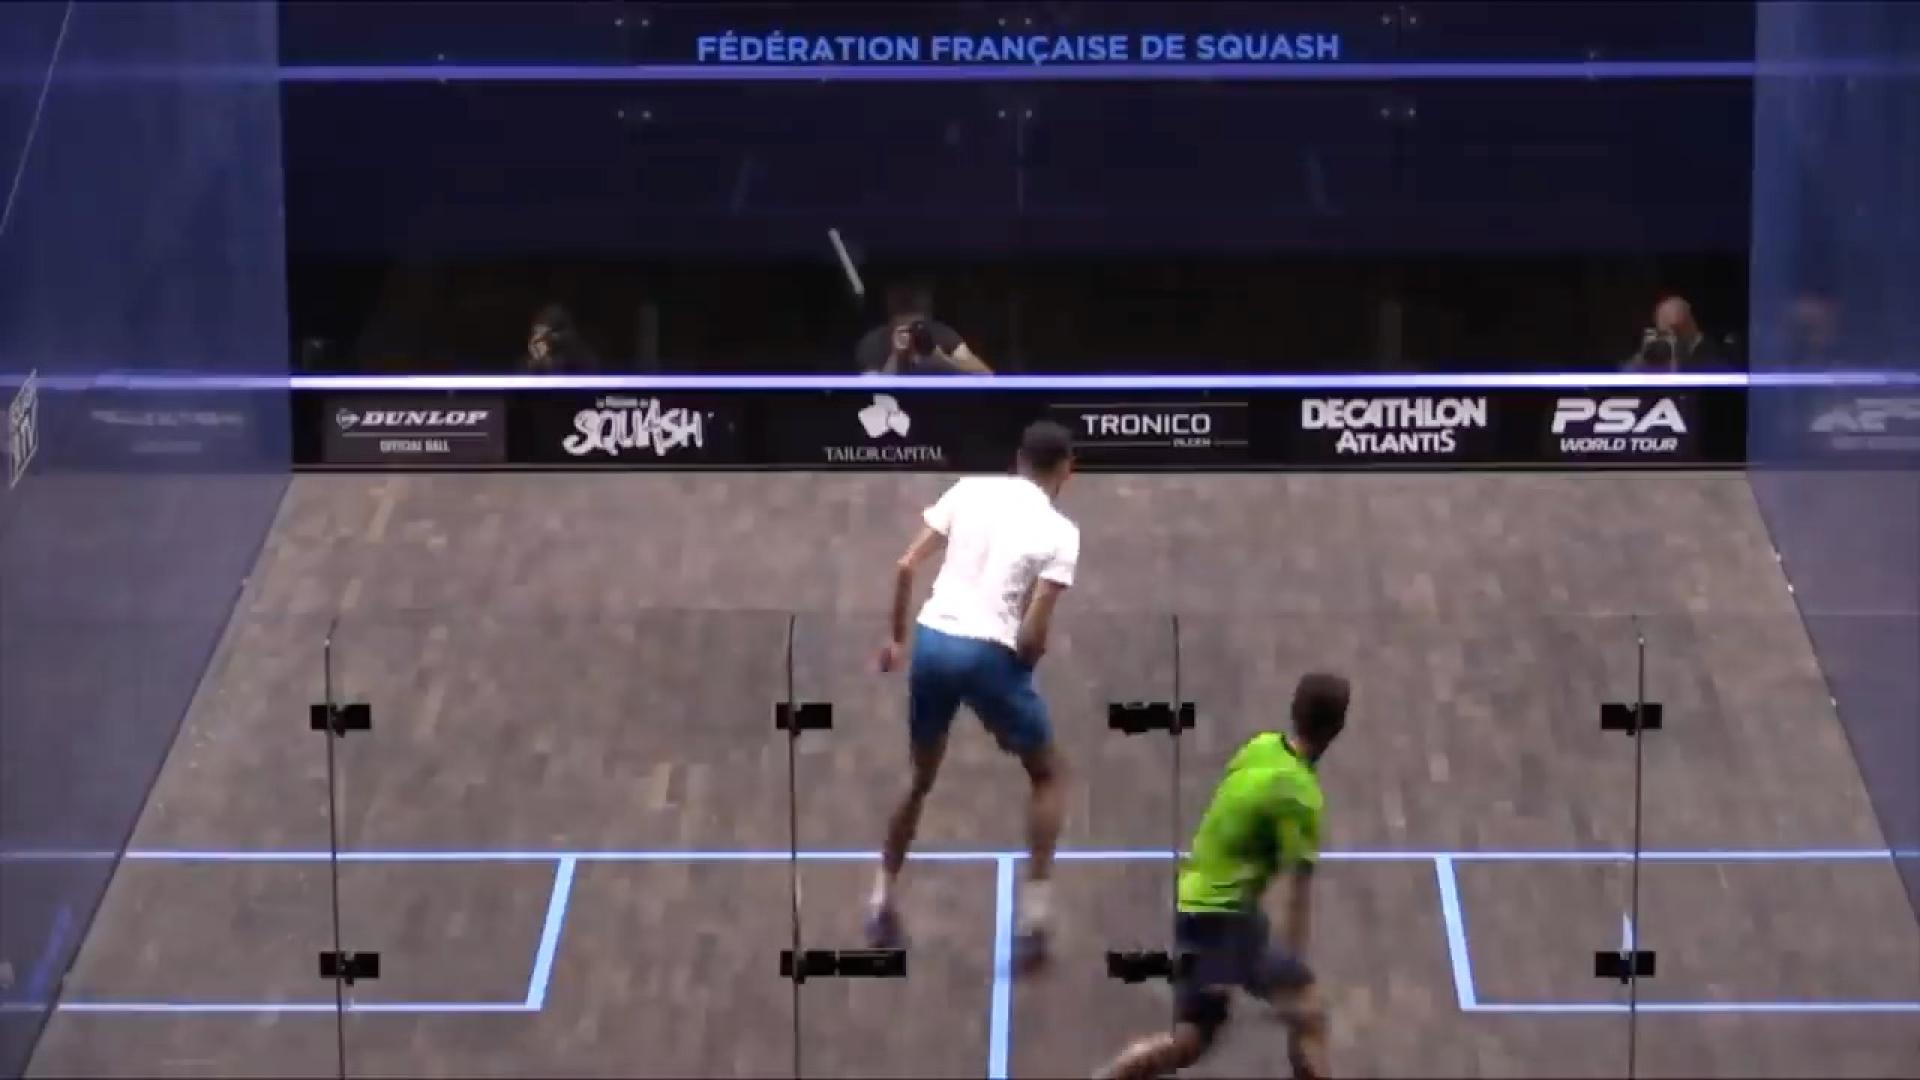 FÉDÉRATION FRANÇAISE DE SQUASH
DUNLOP
OFFICIAL BALL
SQUASH
TAILOR CAPITAL
TRONICO
DECATHLON
ATLANTIS
PSA
WORLD TOUR